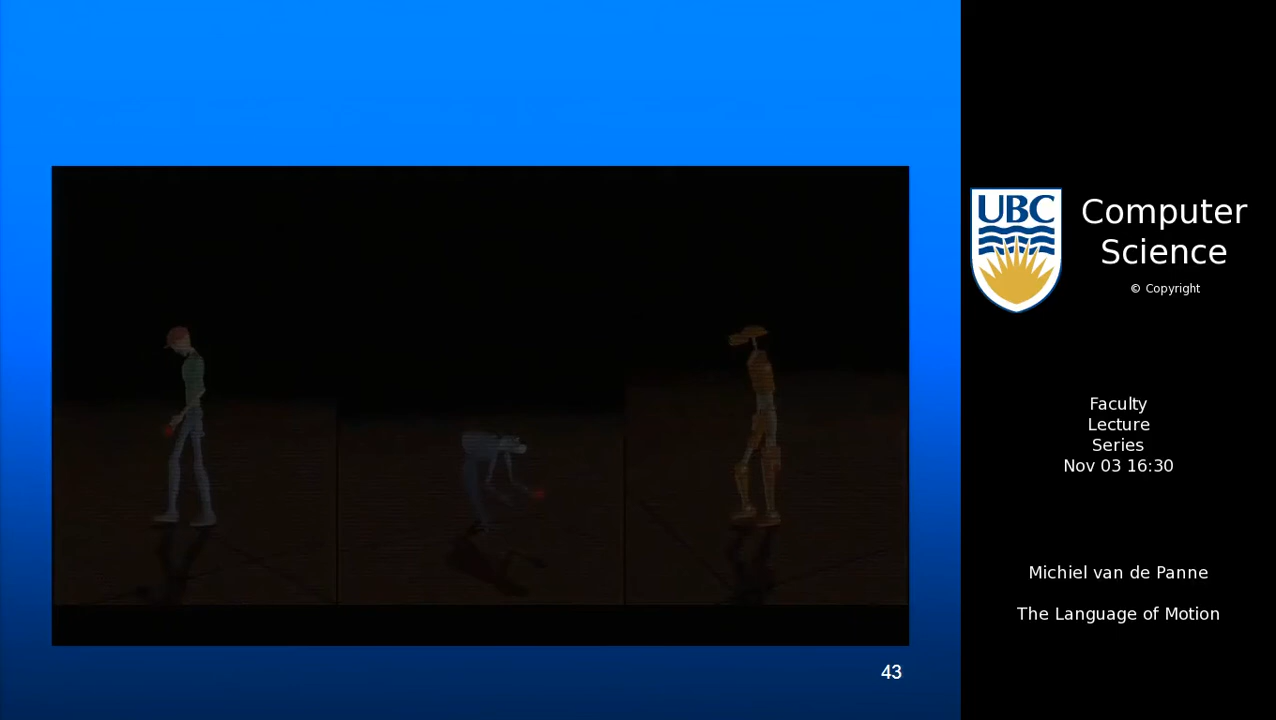 UBC
Computer
Science
© Copyright
Faculty
Lecture
Series
Nov 03 16:30
Michiel van de Panne
The Language of Motion
43